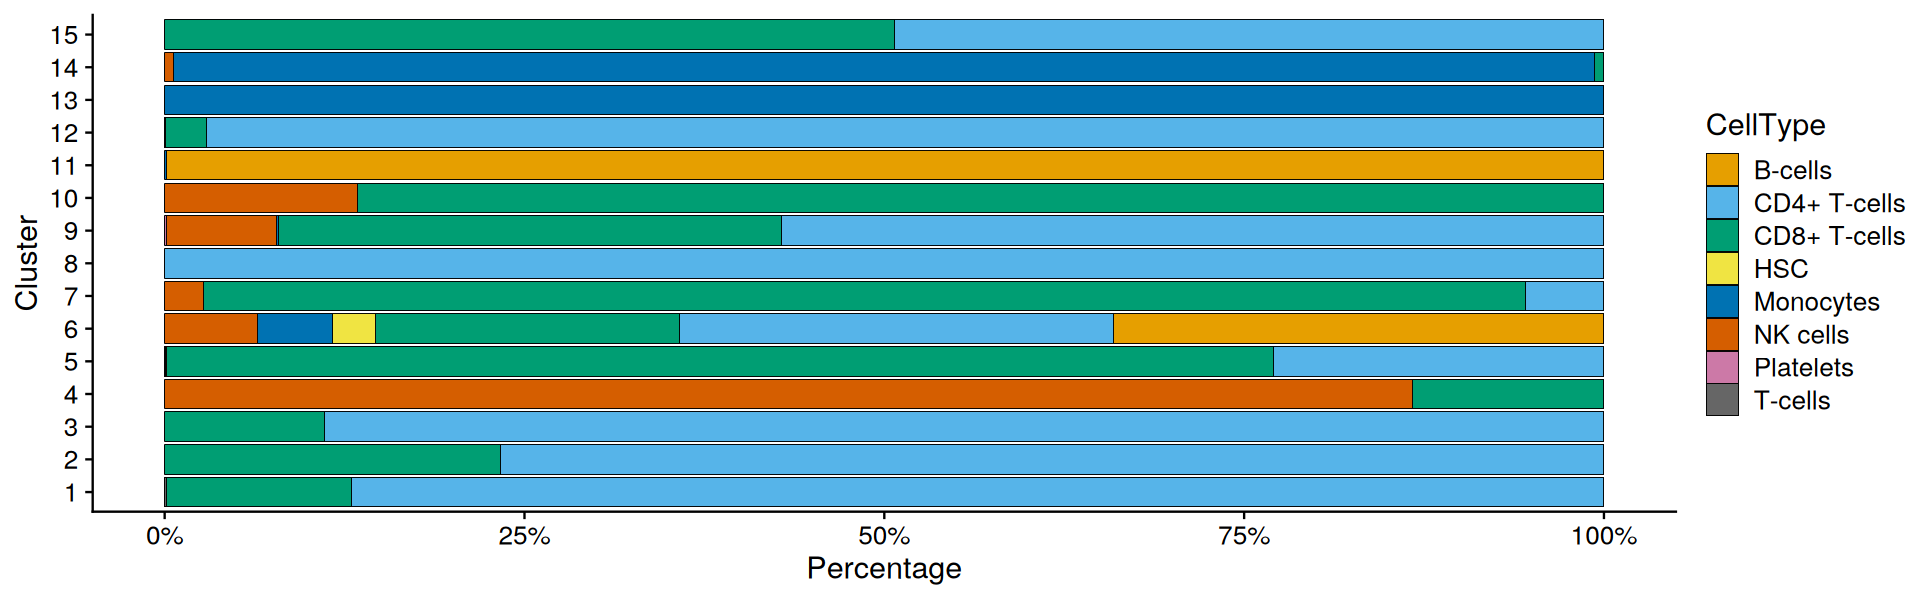 15
14
13
12
11
10
9
8
7
6
5
4
3
2
1
Cluster
0% 25% 50% 75% 100%
Percentage
CellType
B-cells
CD4+ T-cells
CD8+ T-cells
HSC
Monocytes
NK cells
Platelets
T-cells